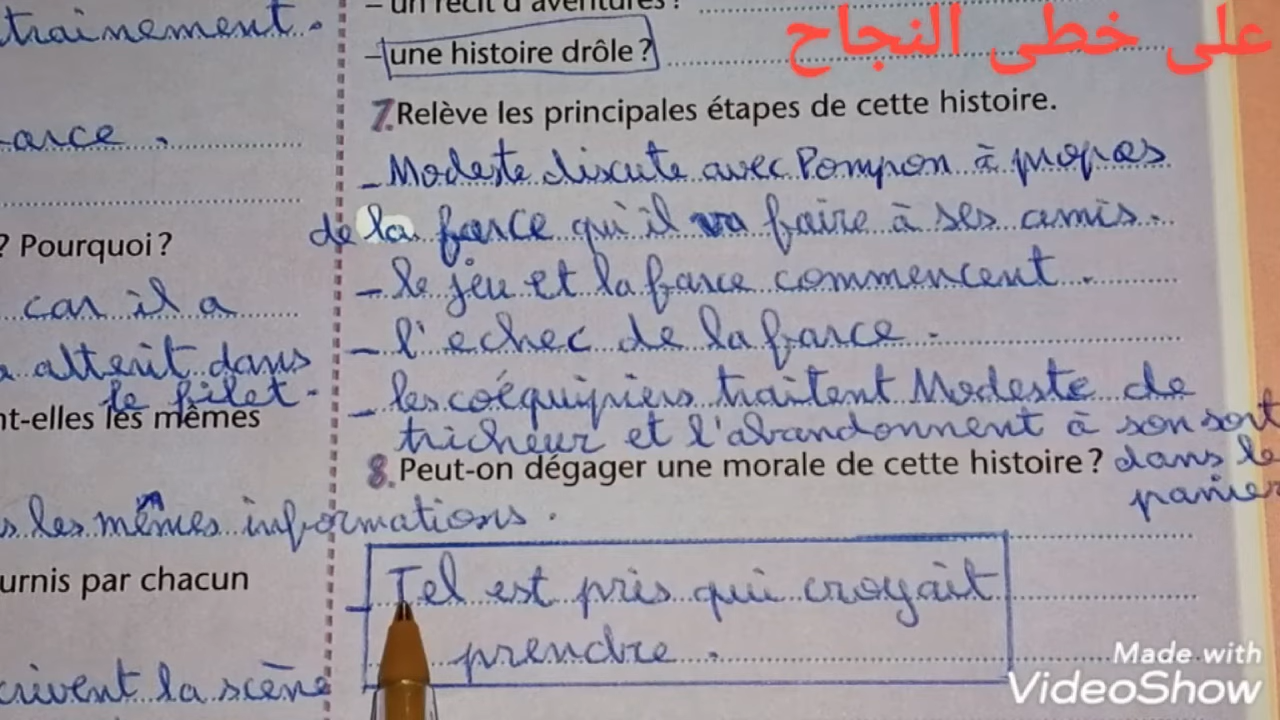 trainement.
arce.
? Pourquoi?
car il a
a atterit dans
le filet.
nt-elles les mêmes
s les mêmes informations.
urnis par chacun
crivent la scène
– un récit d'aventures?
– une histoire drôle?
على خطى النجاح
7. Relève les principales étapes de cette histoire.
– Modeste discute avec Pompon à propos
de la farce qu'il va faire à ses amis.
– le jeu et la farce commencent.
– l'echec de la farce.
– les coéquipiers traitent Modeste de
tricheur et l'abandonnent à son sort
dans le
panier
8. Peut-on dégager une morale de cette histoire?
– Tel est pris qui croyait
prendre.
Made with
VideoShow